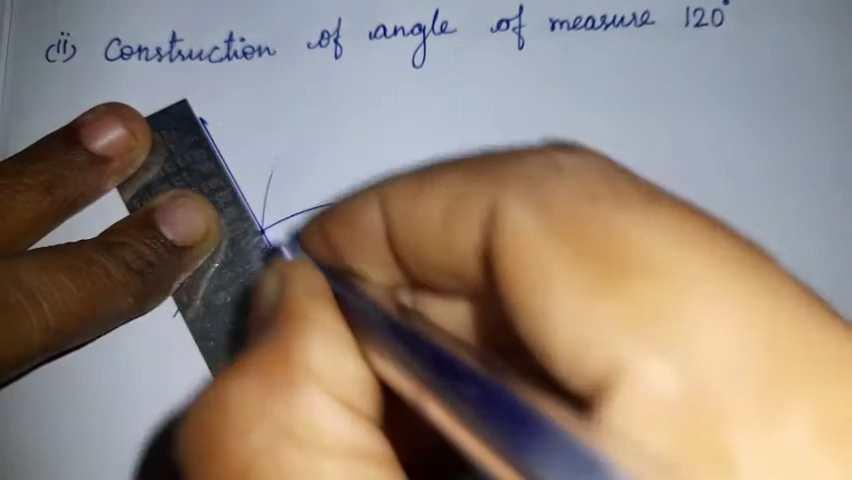 (ii) Construction of angle of measure 120°